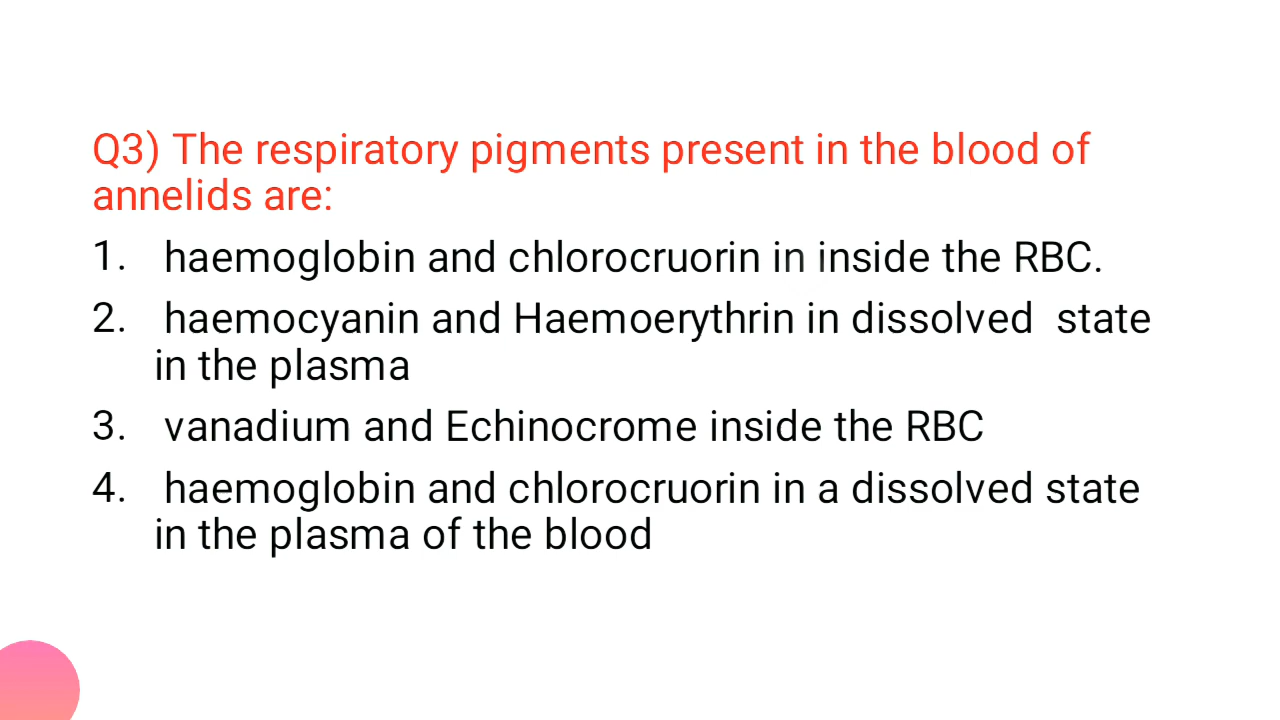 Q3) The respiratory pigments present in the blood of
annelids are:
1. haemoglobin and chlorocruorin in inside the RBC.
2. haemocyanin and Haemoerythrin in dissolved state
in the plasma
3. vanadium and Echinocrome inside the RBC
4. haemoglobin and chlorocruorin in a dissolved state
in the plasma of the blood